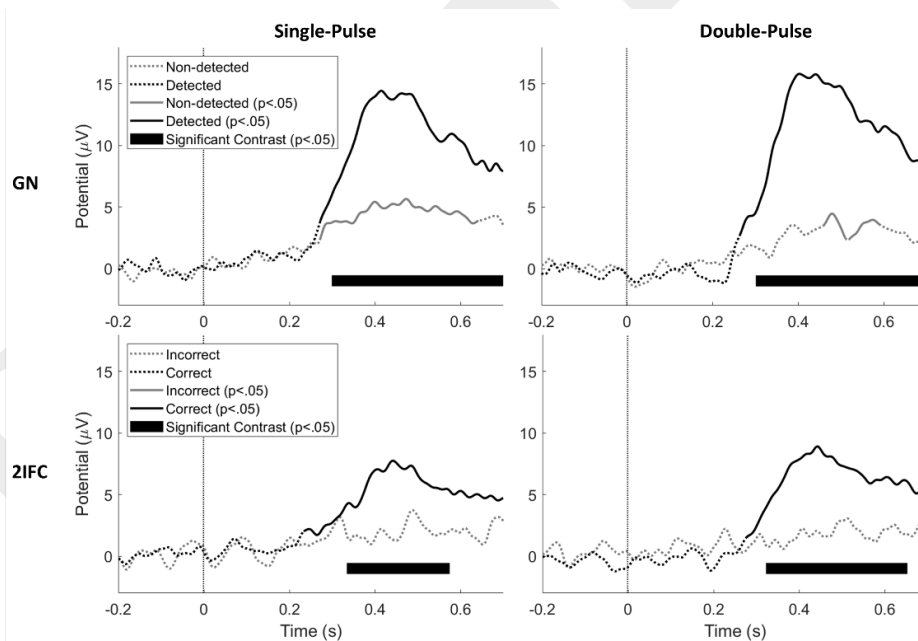 Single-Pulse
Double-Pulse
GN
Potential (μV)
15
10
5
0
Non-detected
Detected
Non-detected (p<.05)
Detected (p<.05)
Significant Contrast (p<.05)
-0.2
0
0.2
0.4
0.6
15
10
5
0
-0.2
0
0.2
0.4
0.6
2IFC
Potential (μV)
15
10
5
0
Incorrect
Correct
Incorrect (p<.05)
Correct (p<.05)
Significant Contrast (p<.05)
-0.2
0
0.2
0.4
0.6
Time (s)
15
10
5
0
-0.2
0
0.2
0.4
0.6
Time (s)